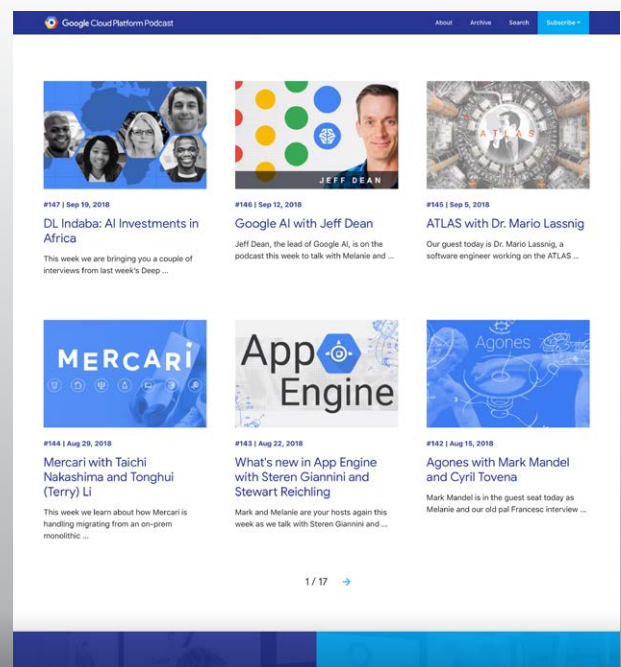 Google Cloud Platform Podcast
About Archive Search Subscribe
JEFF DEAN
ATLAS
#147 | Sep 19, 2018
#146 | Sep 12, 2018
#145 | Sep 5, 2018
DL Indaba: AI Investments in
Africa
Google AI with Jeff Dean
ATLAS with Dr. Mario Lassnig
This week we are bringing you a couple of
interviews from last week's Deep ...
Jeff Dean, the lead of Google AI, is on the
podcast this week to talk with Melanie and ...
Our guest today is Dr. Mario Lassnig, a
software engineer working on the ATLAS ...
MERCARI
App
Engine
Agones
#144 | Aug 29, 2018
#143 | Aug 22, 2018
#142 | Aug 15, 2018
Mercari with Taichi
Nakashima and Tonghui
(Terry) Li
What's new in App Engine
with Steren Giannini and
Stewart Reichling
Agones with Mark Mandel
and Cyril Tovena
This week we learn about how Mercari is
handling migrating from an on-prem
monolithic ...
Mark and Melanie are your hosts again this
week as we talk with Steren Giannini and ...
Mark Mandel is in the guest seat today as
Melanie and our old pal Francesc interview ...
1 / 17